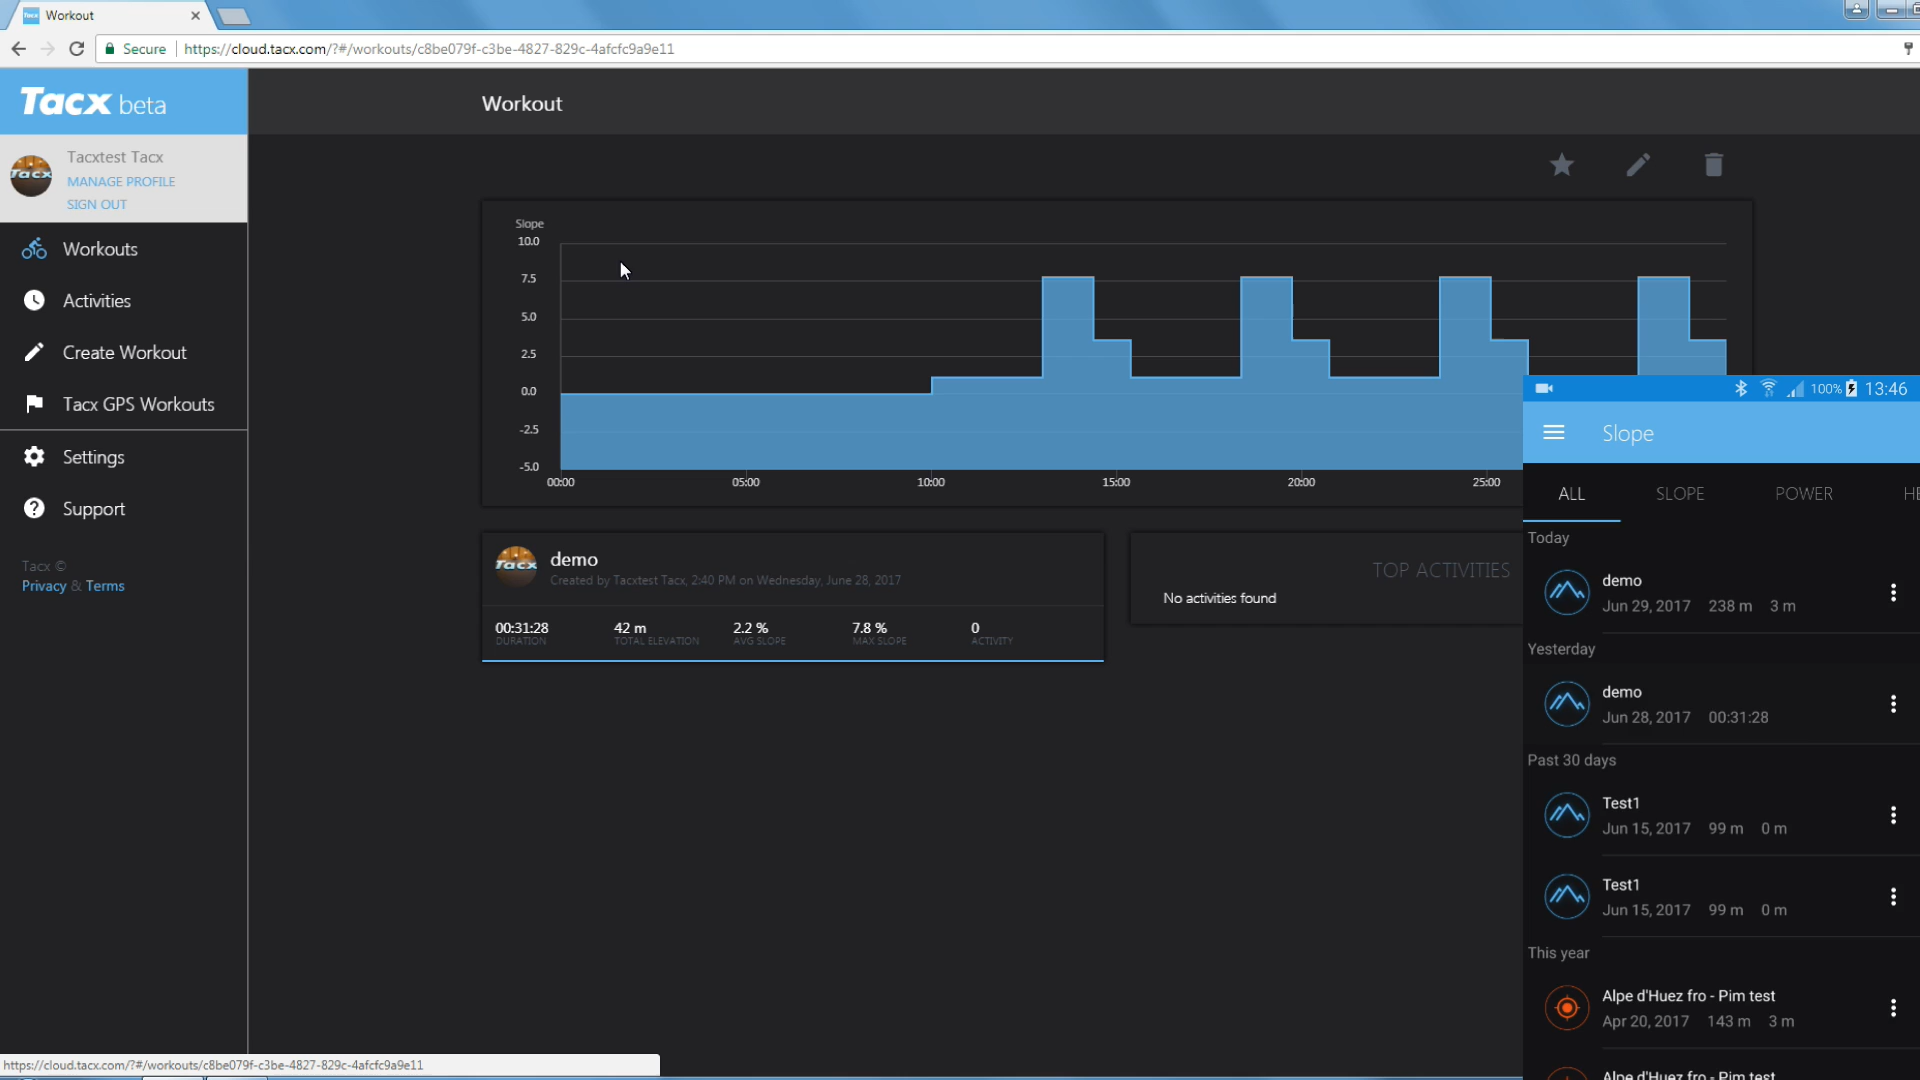 Workout
Secure
https://cloud.tacx.com/?#/workouts/c8be079f-c3be-4827-829c-4afcfc9a9e11
Tacx beta
Workout
Tacxtest Tacx
MANAGE PROFILE
SIGN OUT
Workouts
Activities
Create Workout
Tacx GPS Workouts
Settings
Support
Tacx ©
Privacy & Terms
Slope
10.0
7.5
5.0
2.5
0.0
-2.5
-5.0
00:00 05:00 10:00 15:00 20:00 25:00
Tacx
demo
Created by Tacxtest Tacx, 2:40 PM on Wednesday, June 28, 2017
00:31:28 42 m 2.2 % 7.8 % 0
DURATION TOTAL ELEVATION AVG SLOPE MAX SLOPE ACTIVITY
TOP ACTIVITIES
No activities found
100% 13:46
Slope
ALL SLOPE POWER HE
Today
demo
Jun 29, 2017 238 m 3 m
Yesterday
demo
Jun 28, 2017 00:31:28
Past 30 days
Test1
Jun 15, 2017 99 m 0 m
Test1
Jun 15, 2017 99 m 0 m
This year
Alpe d'Huez fro - Pim test
Apr 20, 2017 143 m 3 m
Alpe d'Huez fro - Pim test
https://cloud.tacx.com/?#/workouts/c8be079f-c3be-4827-829c-4afcfc9a9e11